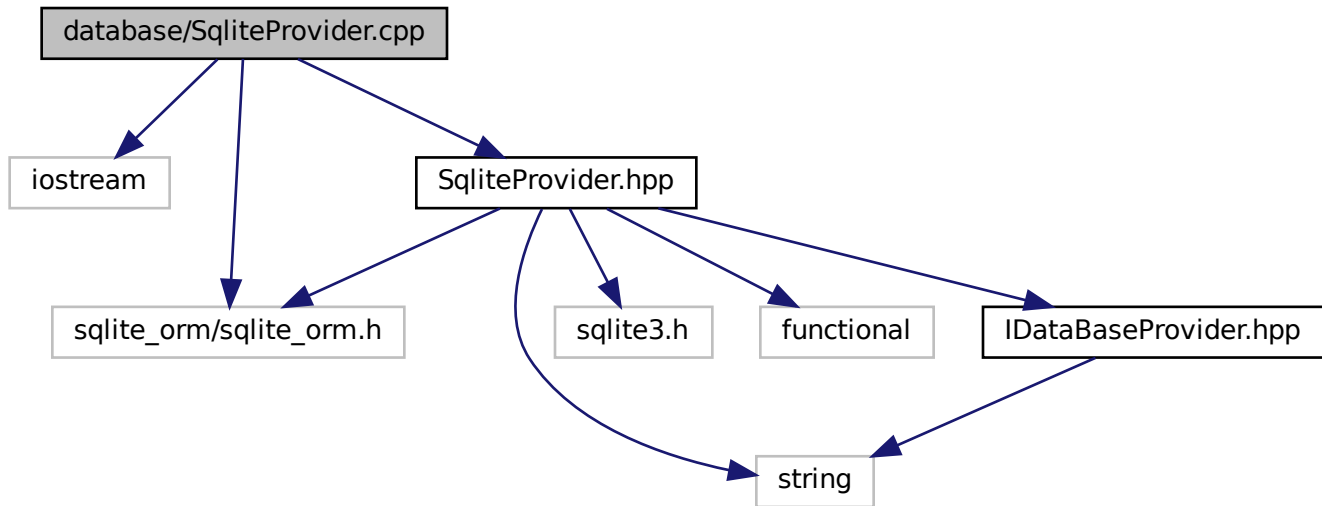 database/SqliteProvider.cpp
iostream
SqliteProvider.hpp
sqlite_orm/sqlite_orm.h
sqlite3.h
functional
IDataBaseProvider.hpp
string